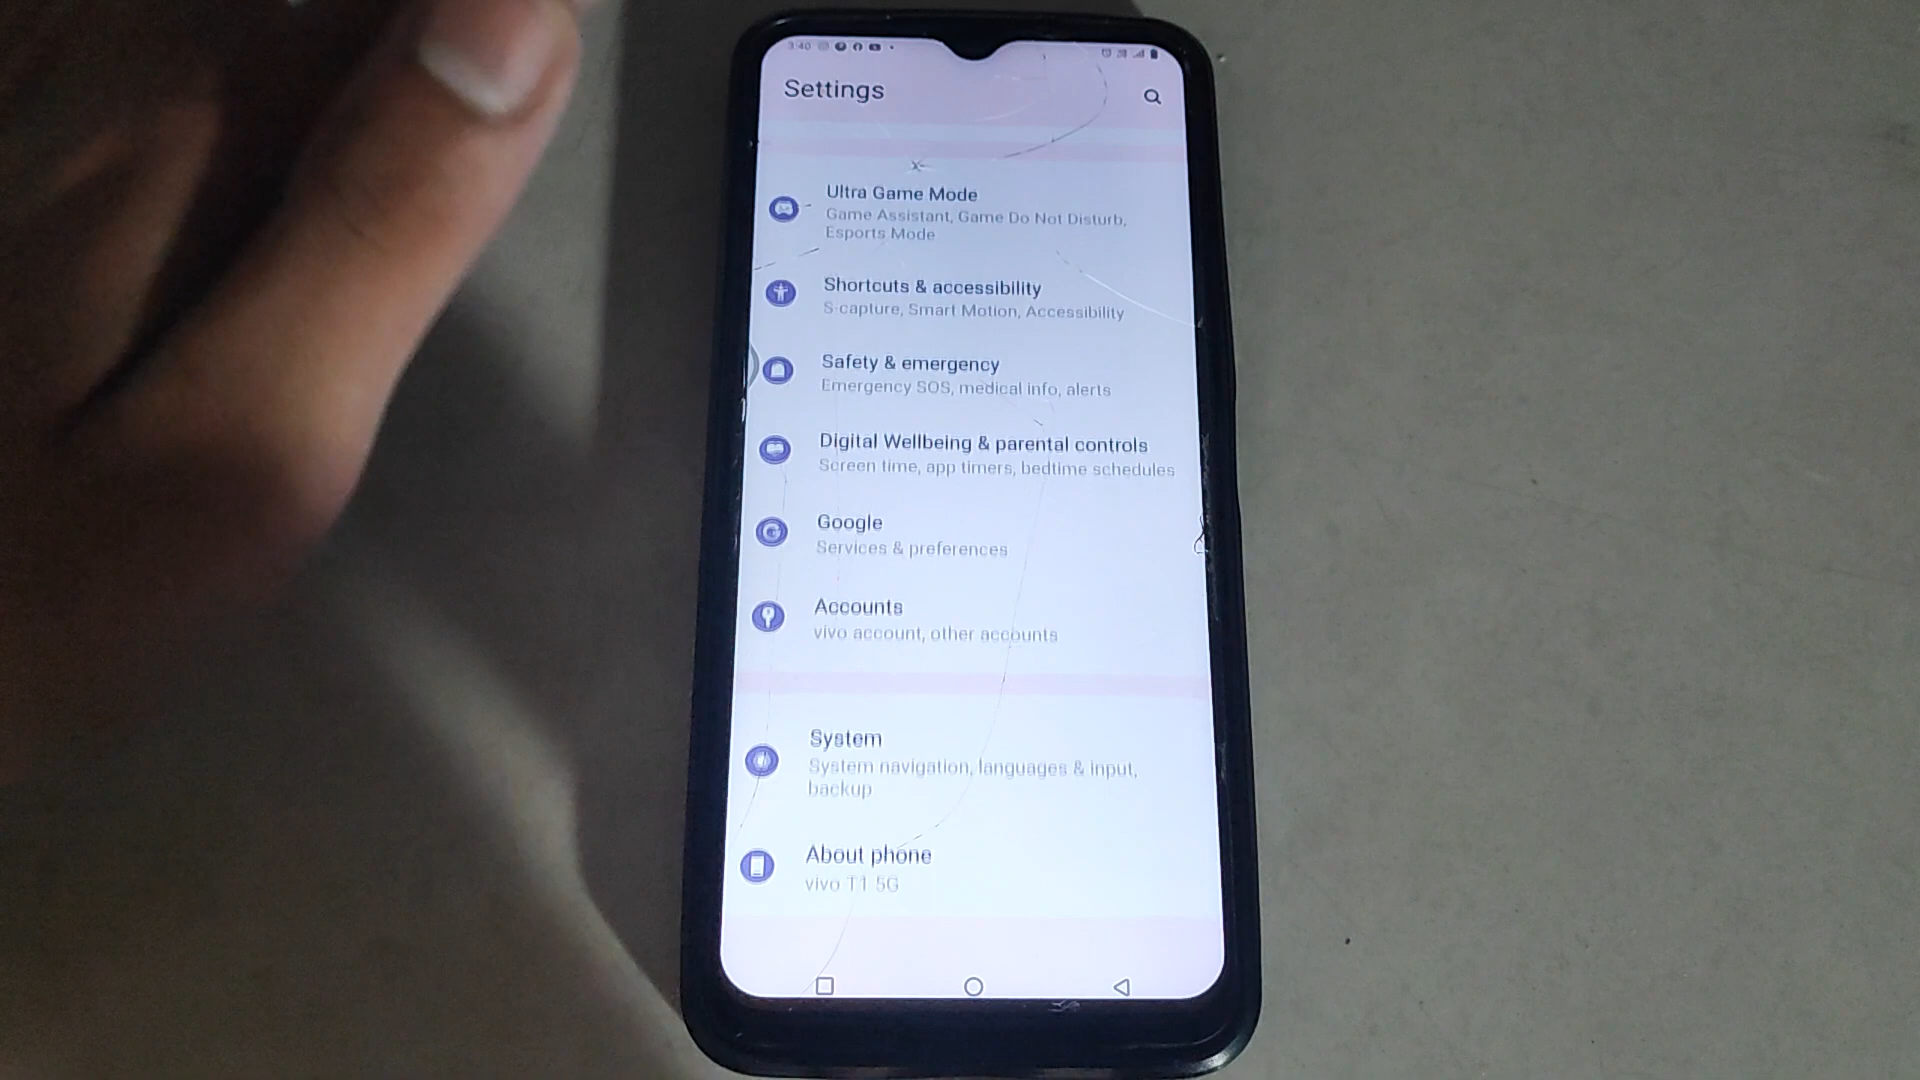 3:40
Settings
Ultra Game Mode
Game Assistant, Game Do Not Disturb,
Esports Mode
Shortcuts & accessibility
S-capture, Smart Motion, Accessibility
Safety & emergency
Emergency SOS, medical info, alerts
Digital Wellbeing & parental controls
Screen time, app timers, bedtime schedules
Google
Services & preferences
Accounts
vivo account, other accounts
System
System navigation, languages & input,
backup
About phone
vivo T1 5G